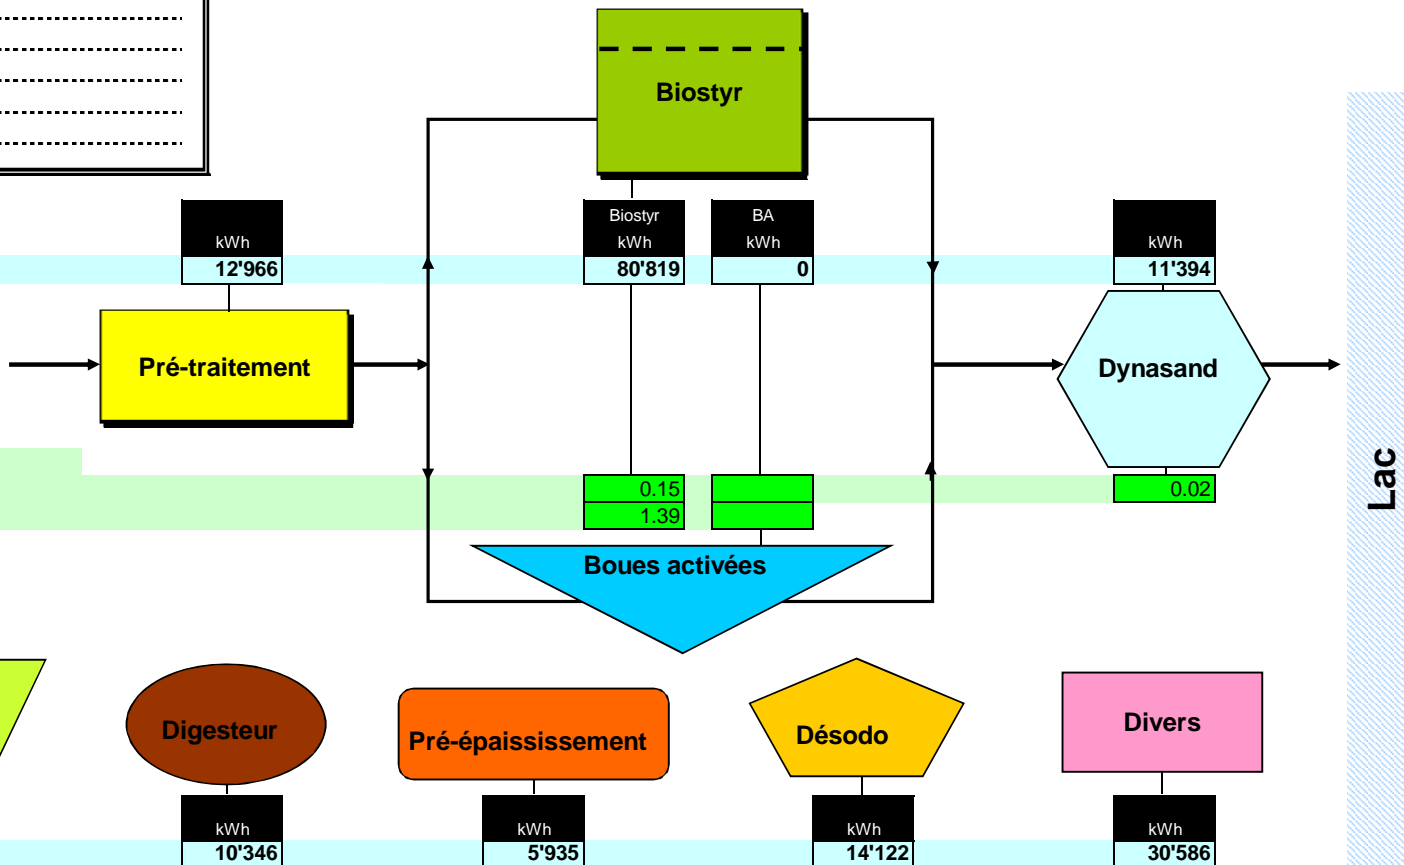 Biostyr
Biostyr
BA
kWh
kWh
kWh
kWh
12'966
80'819
0
11'394
Pré-traitement
Dynasand
0.15
0.02
1.39
Lac
Boues activées
Digesteur
Pré-épaississement
Désodo
Divers
kWh
kWh
kWh
kWh
10'346
5'935
14'122
30'586